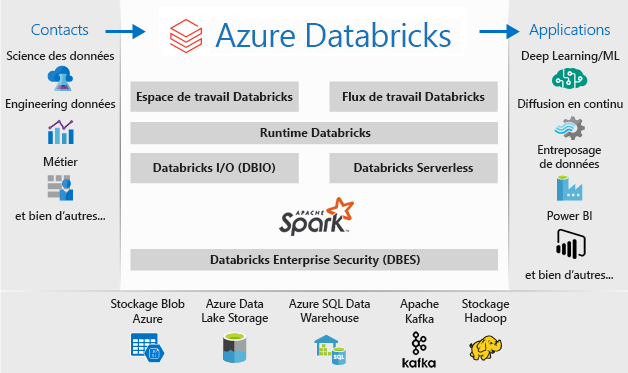 Contacts
Azure Databricks
Applications
Science des données
Engineering données
Métier
et bien d'autres...
Espace de travail Databricks
Flux de travail Databricks
Runtime Databricks
Databricks I/O (DBIO)
Databricks Serverless
APACHE
Spark™
Databricks Enterprise Security (DBES)
Deep Learning/ML
Diffusion en continu
Entreposage
de données
Power BI
et bien d'autres...
Stockage Blob
Azure
Azure Data
Lake Storage
Azure SQL Data
Warehouse
SQL
Apache
Kafka
kafka
Stockage
Hadoop